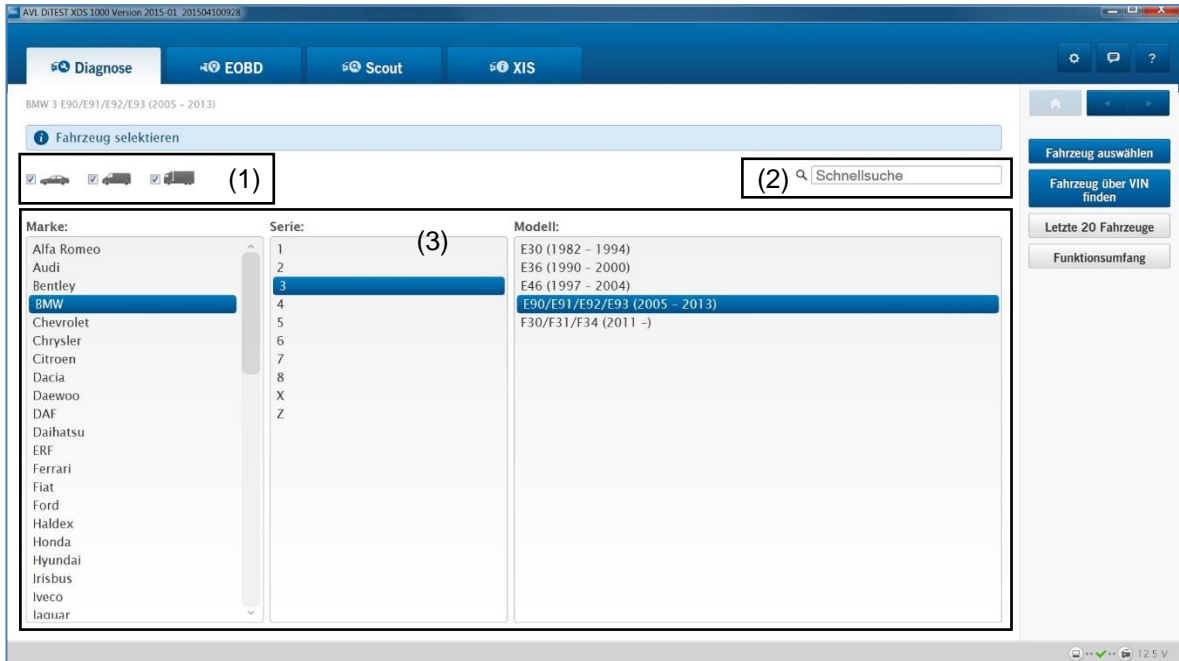 AVL DiTEST XDS 1000 Version 2015-01 201504100928
Diagnose
EOBD
Scout
XIS
?
BMW 3 E90/E91/E92/E93 (2005 - 2013)
Fahrzeug selektieren
(1)
(2)
Schnellsuche
Marke:
Alfa Romeo
Audi
Bentley
BMW
Chevrolet
Chrysler
Citroen
Dacia
Daewoo
DAF
Daihatsu
ERF
Ferrari
Fiat
Ford
Haldex
Honda
Hyundai
Irisbus
Iveco
Jaguar
Serie:
(3)
1
2
3
4
5
6
7
8
X
Z
Modell:
E30 (1982 - 1994)
E36 (1990 - 2000)
E46 (1997 - 2004)
E90/E91/E92/E93 (2005 - 2013)
F30/F31/F34 (2011 -)
Fahrzeug auswählen
Fahrzeug über VIN
finden
Letzte 20 Fahrzeuge
Funktionsumfang
12.5 V